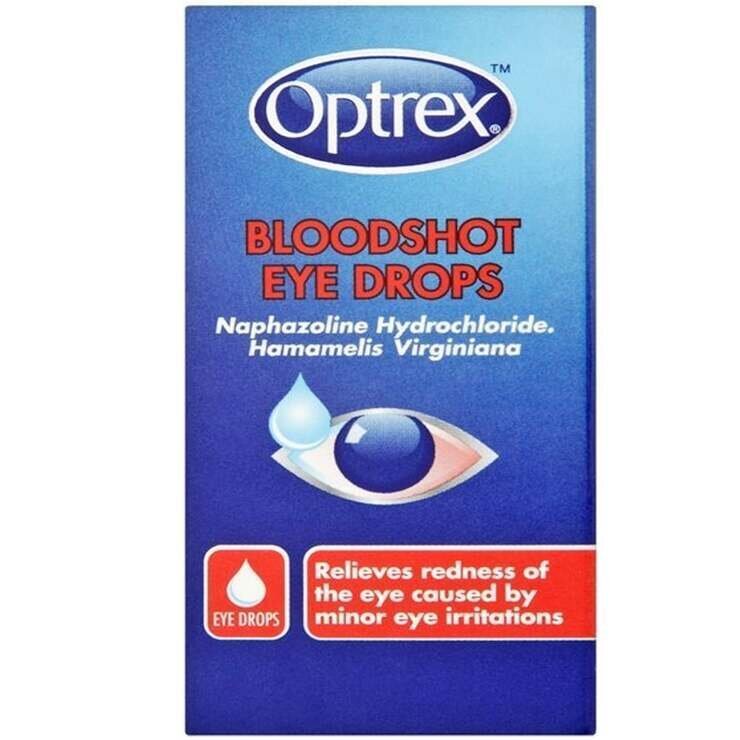 Optrex®
™
BLOODSHOT
EYE DROPS
Naphazoline Hydrochloride.
Hamamelis Virginiana
EYE DROPS
Relieves redness of
the eye caused by
minor eye irritations